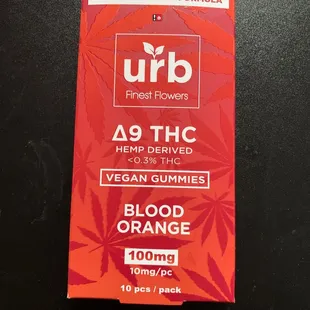 FORMULA
urb
Finest Flowers
Δ9 THC
HEMP DERIVED
<0.3% THC
VEGAN GUMMIES
BLOOD
ORANGE
100mg
10mg/pc
10 pcs / pack